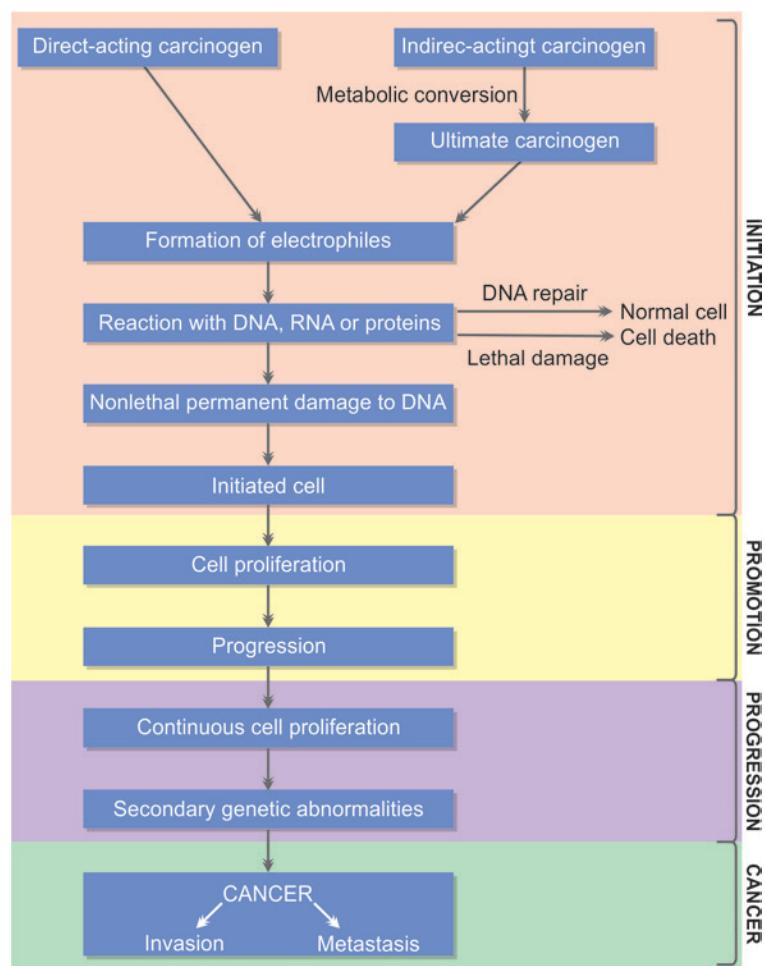 Direct-acting carcinogen
Indirec-actingt carcinogen
Metabolic conversion
Ultimate carcinogen
Formation of electrophiles
DNA repair
Reaction with DNA, RNA or proteins
Normal cell
Cell death
Lethal damage
Nonlethal permanent damage to DNA
Initiated cell
INITIATION
Cell proliferation
Progression
PROMOTION
Continuous cell proliferation
Secondary genetic abnormalities
PROGRESSION
CANCER
Invasion
Metastasis
CANCER